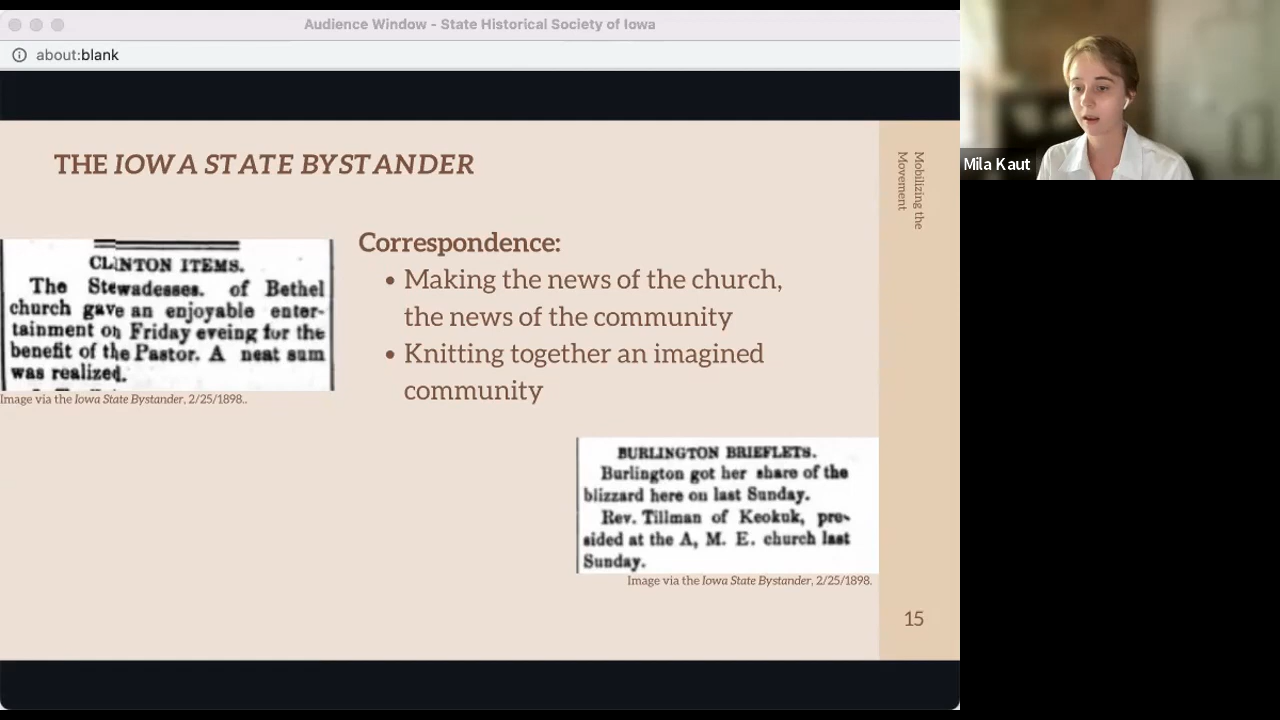 Audience Window - State Historical Society of Iowa
about:blank
THE IOWA STATE BYSTANDER
Mobilizing the
Movement
Mila Kaut
CLINTON ITEMS.
The Stewadesses. of Bethel
church gave an enjoyable enter-
tainment on Friday eveing for the
benefit of the Pastor. A neat sum
was realized.
Image via the Iowa State Bystander, 2/25/1898..
Correspondence:
• Making the news of the church,
the news of the community
• Knitting together an imagined
community
BURLINGTON BRIEFLETS.
Burlington got her share of the
blizzard here on last Sunday.
Rev. Tillman of Keokuk, pre-
sided at the A, M. E. church last
Sunday.
Image via the Iowa State Bystander, 2/25/1898.
15